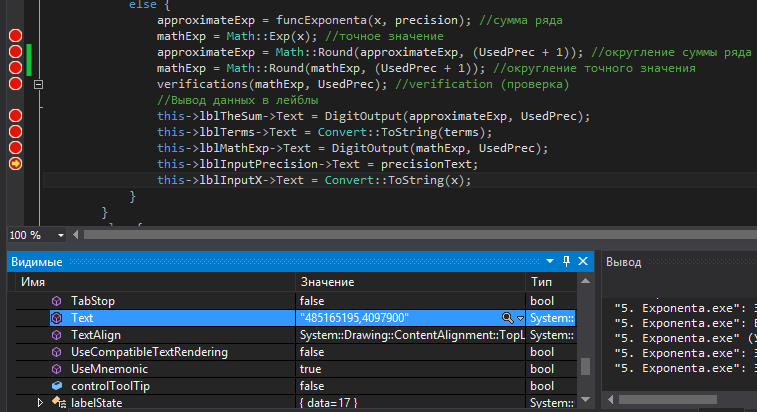 else {
approximateExp = funcExponenta(x, precision); //сумма ряда
mathExp = Math::Exp(x); //точное значение
approximateExp = Math::Round(approximateExp, (UsedPrec + 1)); //округление суммы ряда
mathExp = Math::Round(mathExp, (UsedPrec + 1)); //округление точного значения
verifications(mathExp, UsedPrec); //verification (проверка)
//Вывод данных в лейблы
this->lblTheSum->Text = DigitOutput(approximateExp, UsedPrec);
this->lblTerms->Text = Convert::ToString(terms);
this->lblMathExp->Text = DigitOutput(mathExp, UsedPrec);
this->lblInputPrecision->Text = precisionText;
this->lblInputX->Text = Convert::ToString(x);
}
}
100 %
Видимые
Вывод
Имя Значение Тип
TabStop false bool
Text "485165195,4097900" System::
TextAlign System::Drawing::ContentAlignment::TopL System::
UseCompatibleTextRendering false bool
UseMnemonic true bool
controlToolTip false bool
labelState { data=17 } System::
"5. Exponenta.exe": З
"5. Exponenta.exe":
"5. Exponenta.exe" (У
"5. Exponenta.exe": З
"5. Exponenta.exe": З